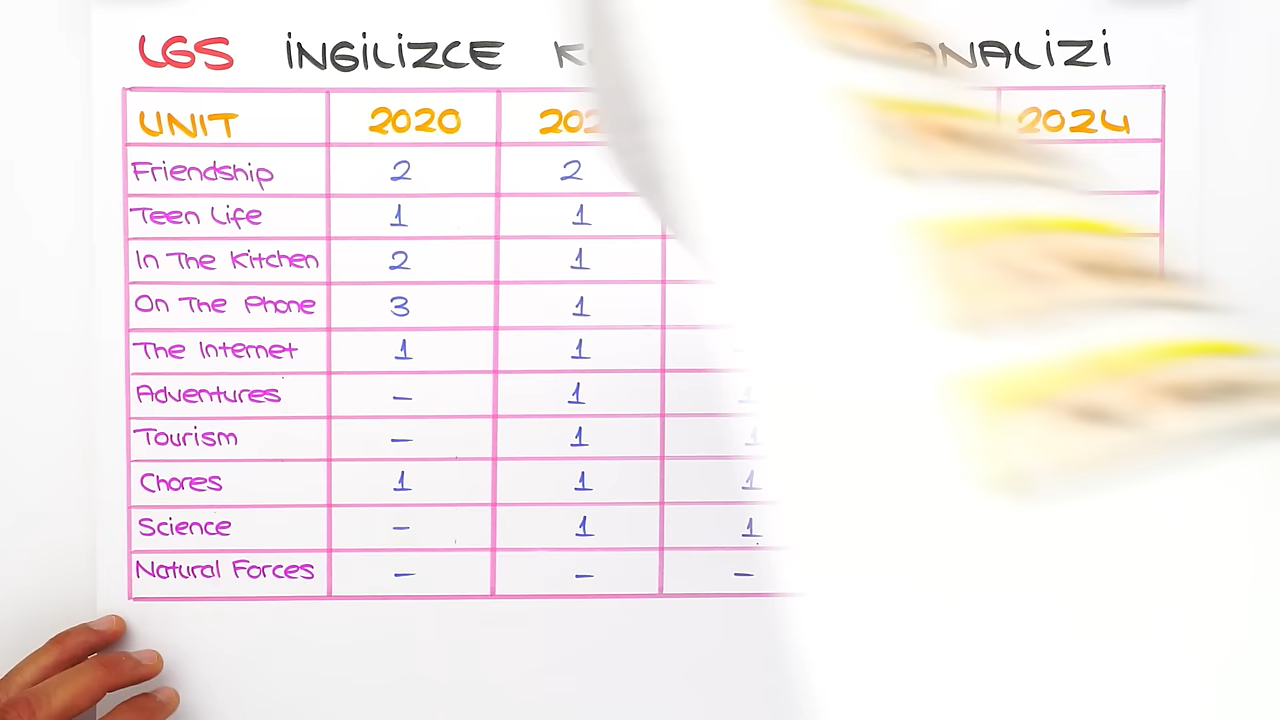 LGS İNGİLİZCE ANALİZİ
UNIT 2020 2024
Friendship 2 2
Teen Life 1 1
In The Kitchen 2 1
On The Phone 3 1
The Internet 1 1
Adventures - 1 1
Tourism - 1 1
Chores 1 1 1
Science - 1 1
Natural Forces - - -